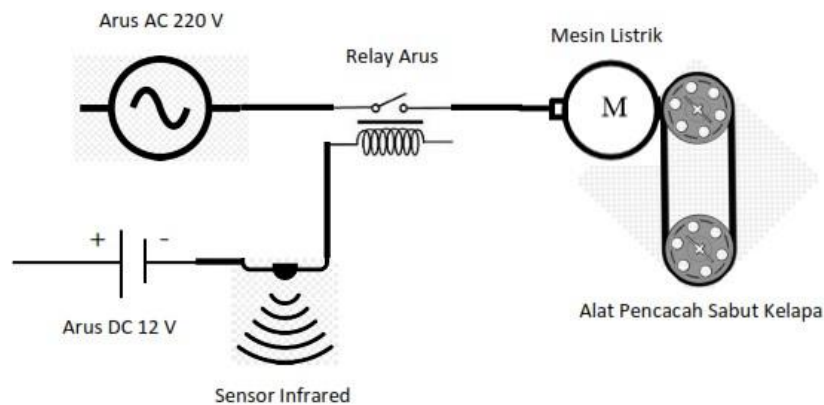 Arus AC 220 V
Mesin Listrik
Relay Arus
M
+ -
Arus DC 12 V
Alat Pencacah Sabut Kelapa
Sensor Infrared